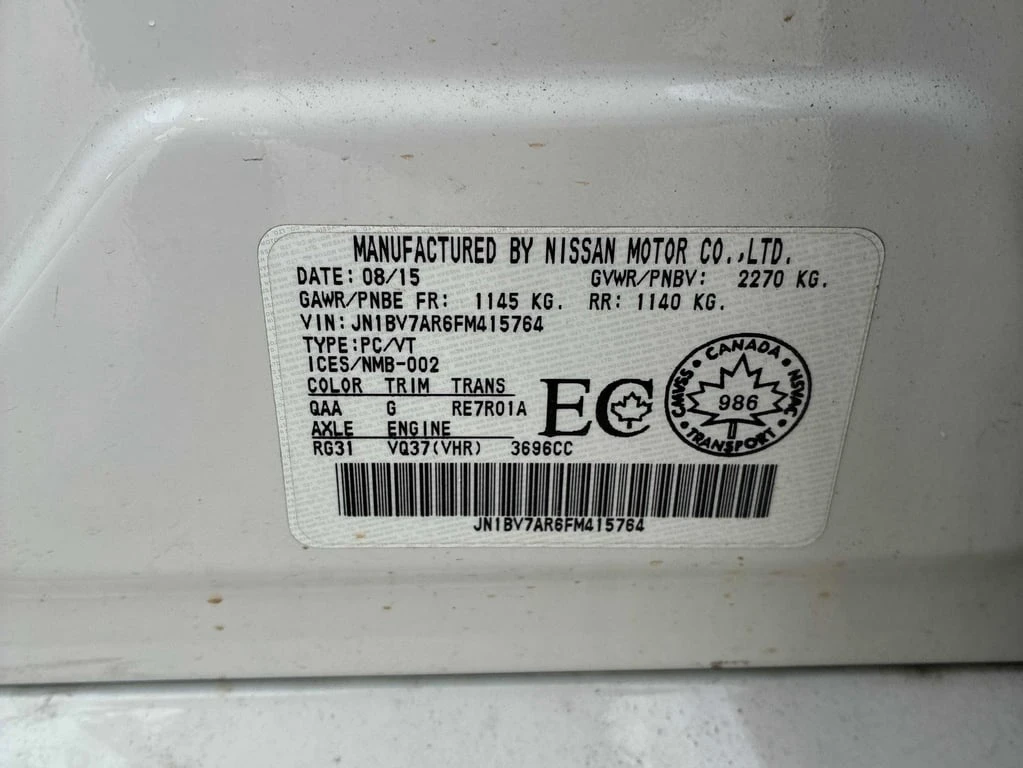 MANUFACTURED BY NISSAN MOTOR CO.,LTD.
DATE: 08/15 GVWR/PNBV: 2270 KG.
GAWR/PNBE FR: 1145 KG. RR: 1140 KG.
VIN: JN1BV7AR6FM415764
TYPE:PC/VT
ICES/NMB-002
COLOR TRIM TRANS
QAA G RE7R01A
AXLE ENGINE
RG31 VQ37(VHR) 3696CC
EC
CANADA
CMVSS 986 NSVAC
TRANSPORT
JN1BV7AR6FM415764